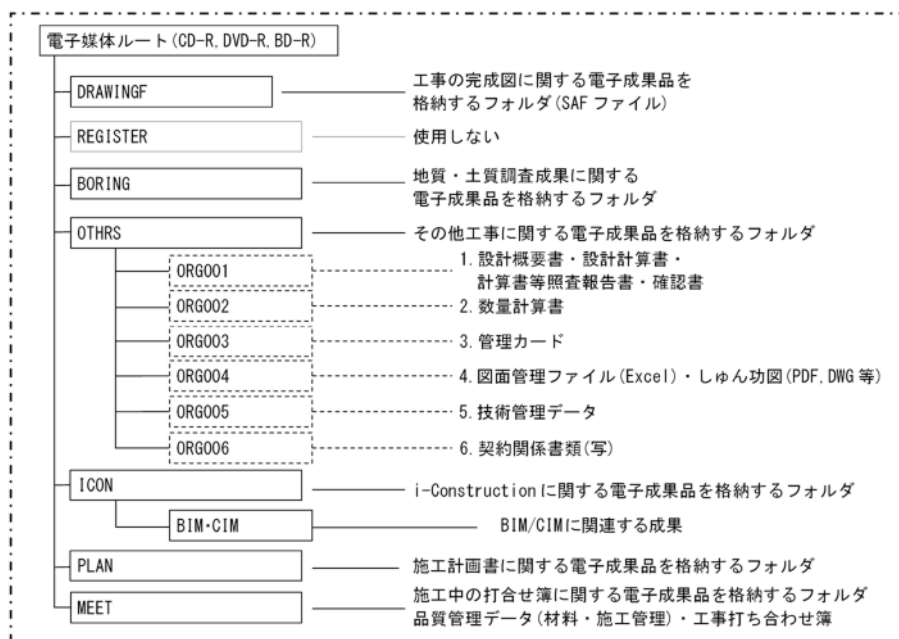 電子媒体ルート(CD-R, DVD-R, BD-R)
DRAWINGF
工事の完成図に関する電子成果品を
格納するフォルダ(SAF ファイル)
REGISTER
使用しない
BORING
地質・土質調査成果に関する
電子成果品を格納するフォルダ
OTHRS
その他工事に関する電子成果品を格納するフォルダ
ORG001
1. 設計概要書・設計計算書・
計算書等照査報告書・確認書
ORG002
2. 数量計算書
ORG003
3. 管理カード
ORG004
4. 図面管理ファイル(Excel)・しゅん功図(PDF, DWG 等)
ORG005
5. 技術管理データ
ORG006
6. 契約関係書類(写)
ICON
i-Construction に関する電子成果品を格納するフォルダ
BIM・CIM
BIM/CIMに関連する成果
PLAN
施工計画書に関する電子成果品を格納するフォルダ
MEET
施工中の打合せ簿に関する電子成果品を格納するフォルダ
品質管理データ(材料・施工管理)・工事打ち合わせ簿